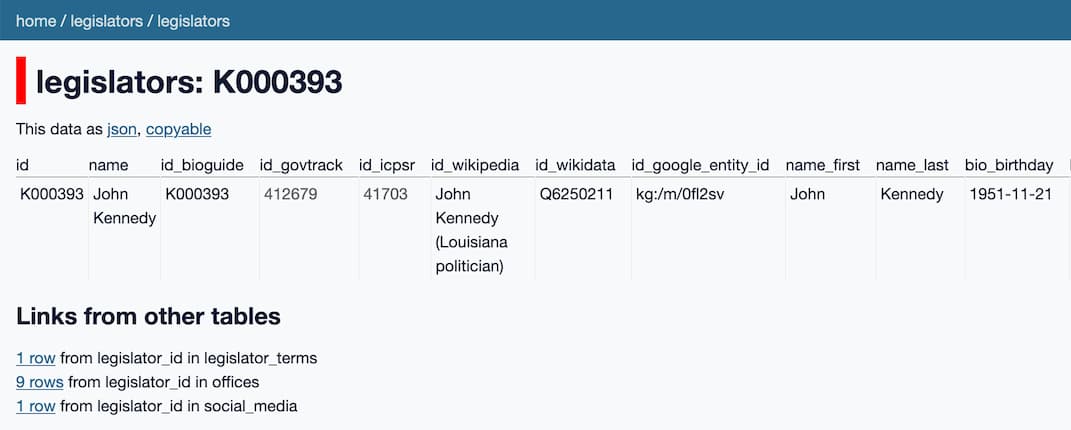 home / legislators / legislators
legislators: K000393
This data as json, copyable
id name id_bioguide id_govtrack id_icpsr id_wikipedia id_wikidata id_google_entity_id name_first name_last bio_birthday
K000393 John K000393 412679 41703 John Q6250211 kg:/m/0fl2sv John Kennedy 1951-11-21
Kennedy Kennedy
(Louisiana
politician)
Links from other tables
1 row from legislator_id in legislator_terms
9 rows from legislator_id in offices
1 row from legislator_id in social_media